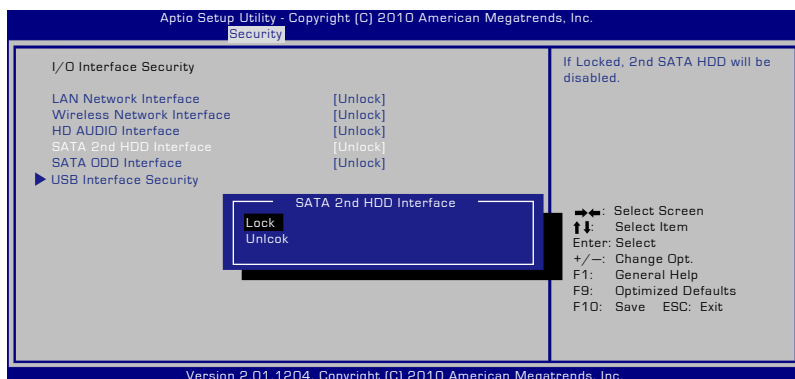 Aptio Setup Utility - Copyright (C) 2010 American Megatrends, Inc.
Security
I/O Interface Security
LAN Network Interface [Unlock]
Wireless Network Interface [Unlock]
HD AUDIO Interface [Unlock]
SATA 2nd HDD Interface [Unlock]
SATA ODD Interface [Unlock]
USB Interface Security
SATA 2nd HDD Interface
Lock
Unlcok
If Locked, 2nd SATA HDD will be
disabled.
→←: Select Screen
↑↓: Select Item
Enter: Select
+/—: Change Opt.
F1: General Help
F9: Optimized Defaults
F10: Save ESC: Exit
Version 2.01.1204. Copyright (C) 2010 American Megatrends, Inc.